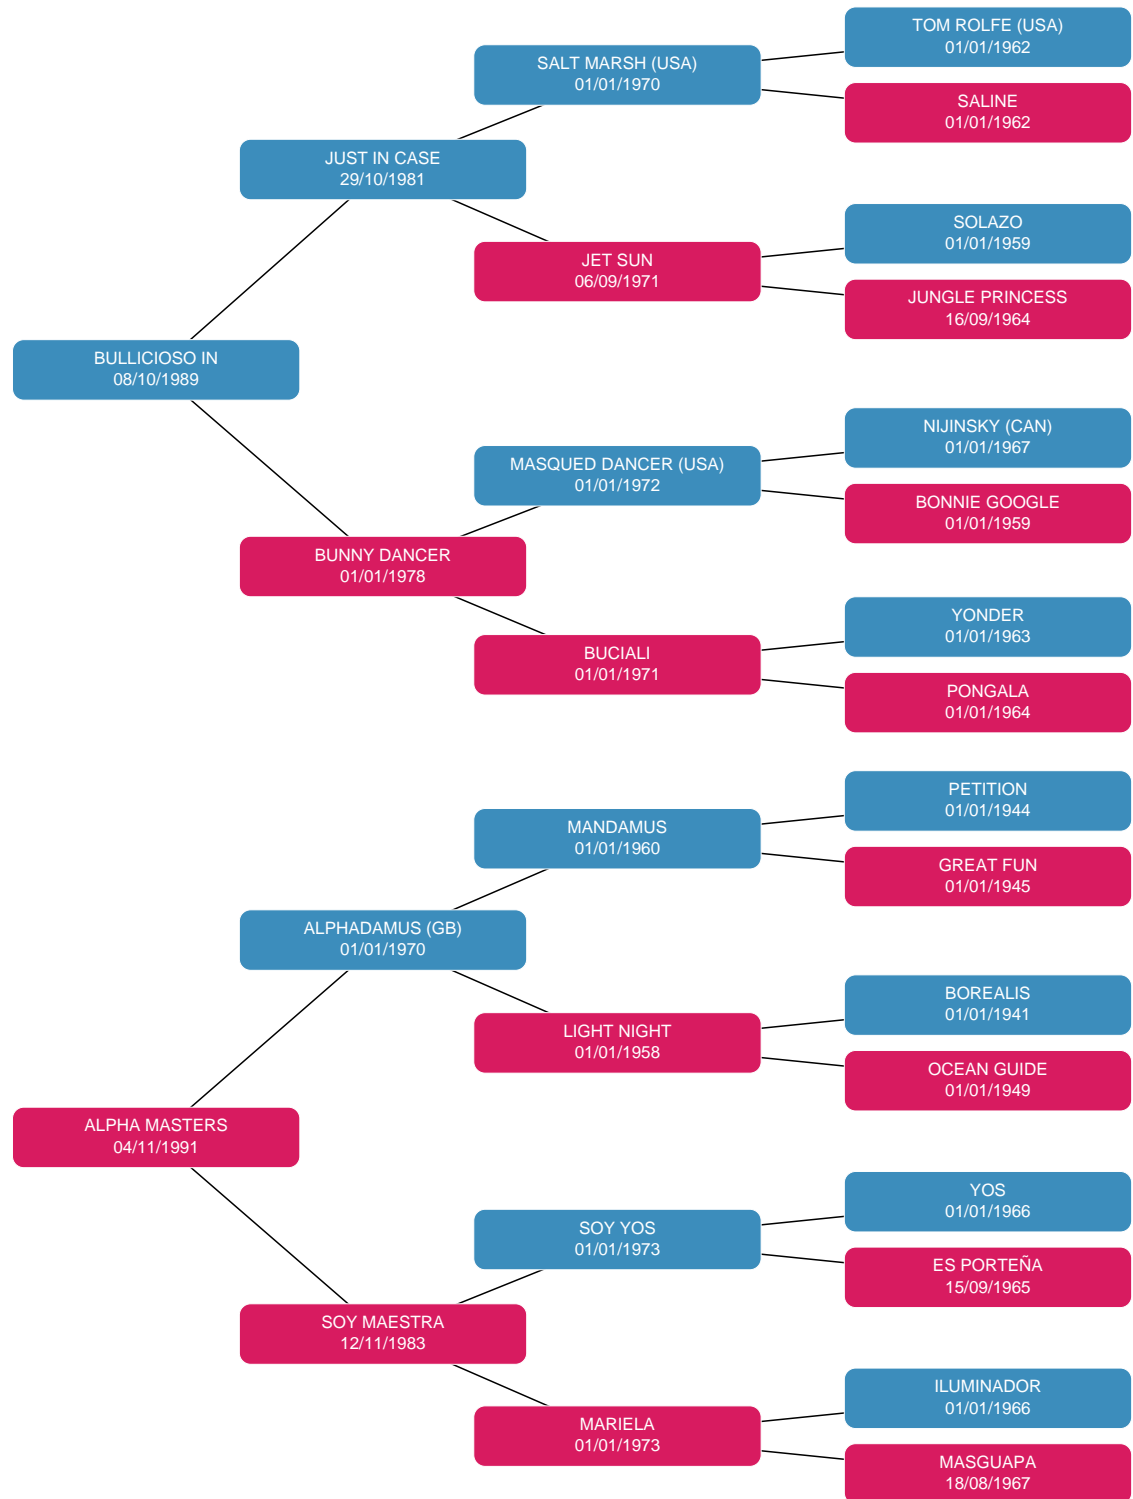 TOM ROLFE (USA)
01/01/1962
SALT MARSH (USA)
01/01/1970
SALINE
01/01/1962
JUST IN CASE
29/10/1981
SOLAZO
01/01/1959
JET SUN
06/09/1971
JUNGLE PRINCESS
16/09/1964
BULLICIOSO IN
08/10/1989
NIJINSKY (CAN)
01/01/1967
MASQUED DANCER (USA)
01/01/1972
BONNIE GOOGLE
01/01/1959
BUNNY DANCER
01/01/1978
YONDER
01/01/1963
BUCIALI
01/01/1971
PONGALA
01/01/1964
PETITION
01/01/1944
MANDAMUS
01/01/1960
GREAT FUN
01/01/1945
ALPHADAMUS (GB)
01/01/1970
BOREALIS
01/01/1941
LIGHT NIGHT
01/01/1958
OCEAN GUIDE
01/01/1949
ALPHA MASTERS
04/11/1991
YOS
01/01/1966
SOY YOS
01/01/1973
ES PORTEÑA
15/09/1965
SOY MAESTRA
12/11/1983
ILUMINADOR
01/01/1966
MARIELA
01/01/1973
MASGUAPA
18/08/1967